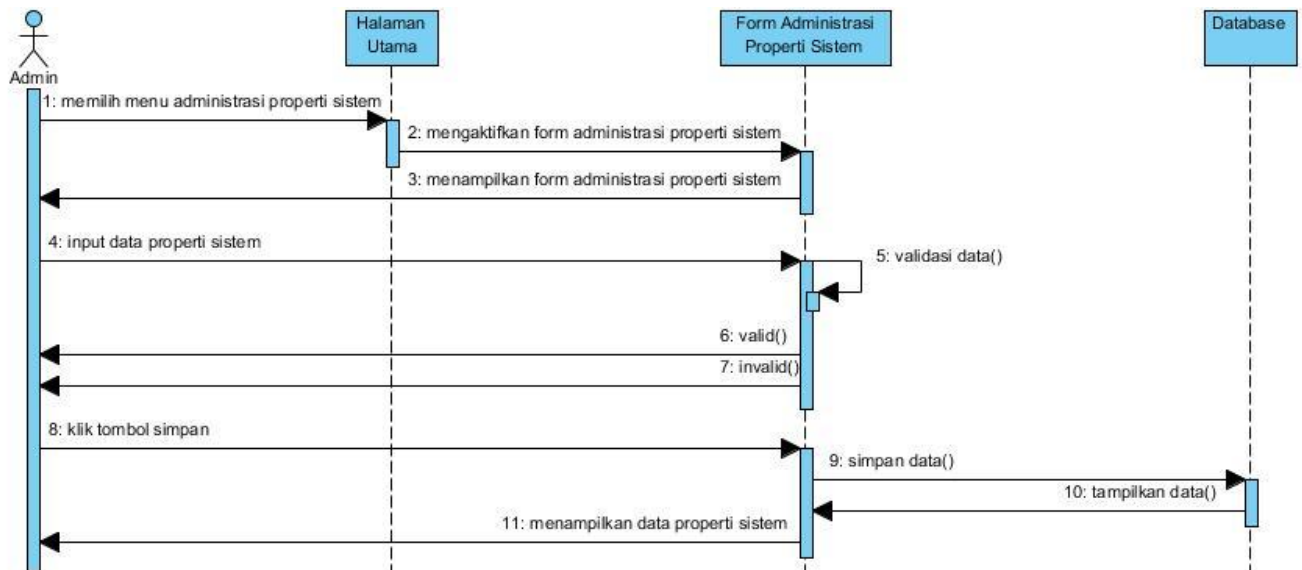 Halaman
Utama
Form Administrasi
Properti Sistem
Database
Admin
1: memilih menu administrasi properti sistem
2: mengaktifkan form administrasi properti sistem
3: menampilkan form administrasi properti sistem
4: input data properti sistem
5: validasi data()
6: valid()
7: invalid()
8: klik tombol simpan
9: simpan data()
10: tampilkan data()
11: menampilkan data properti sistem